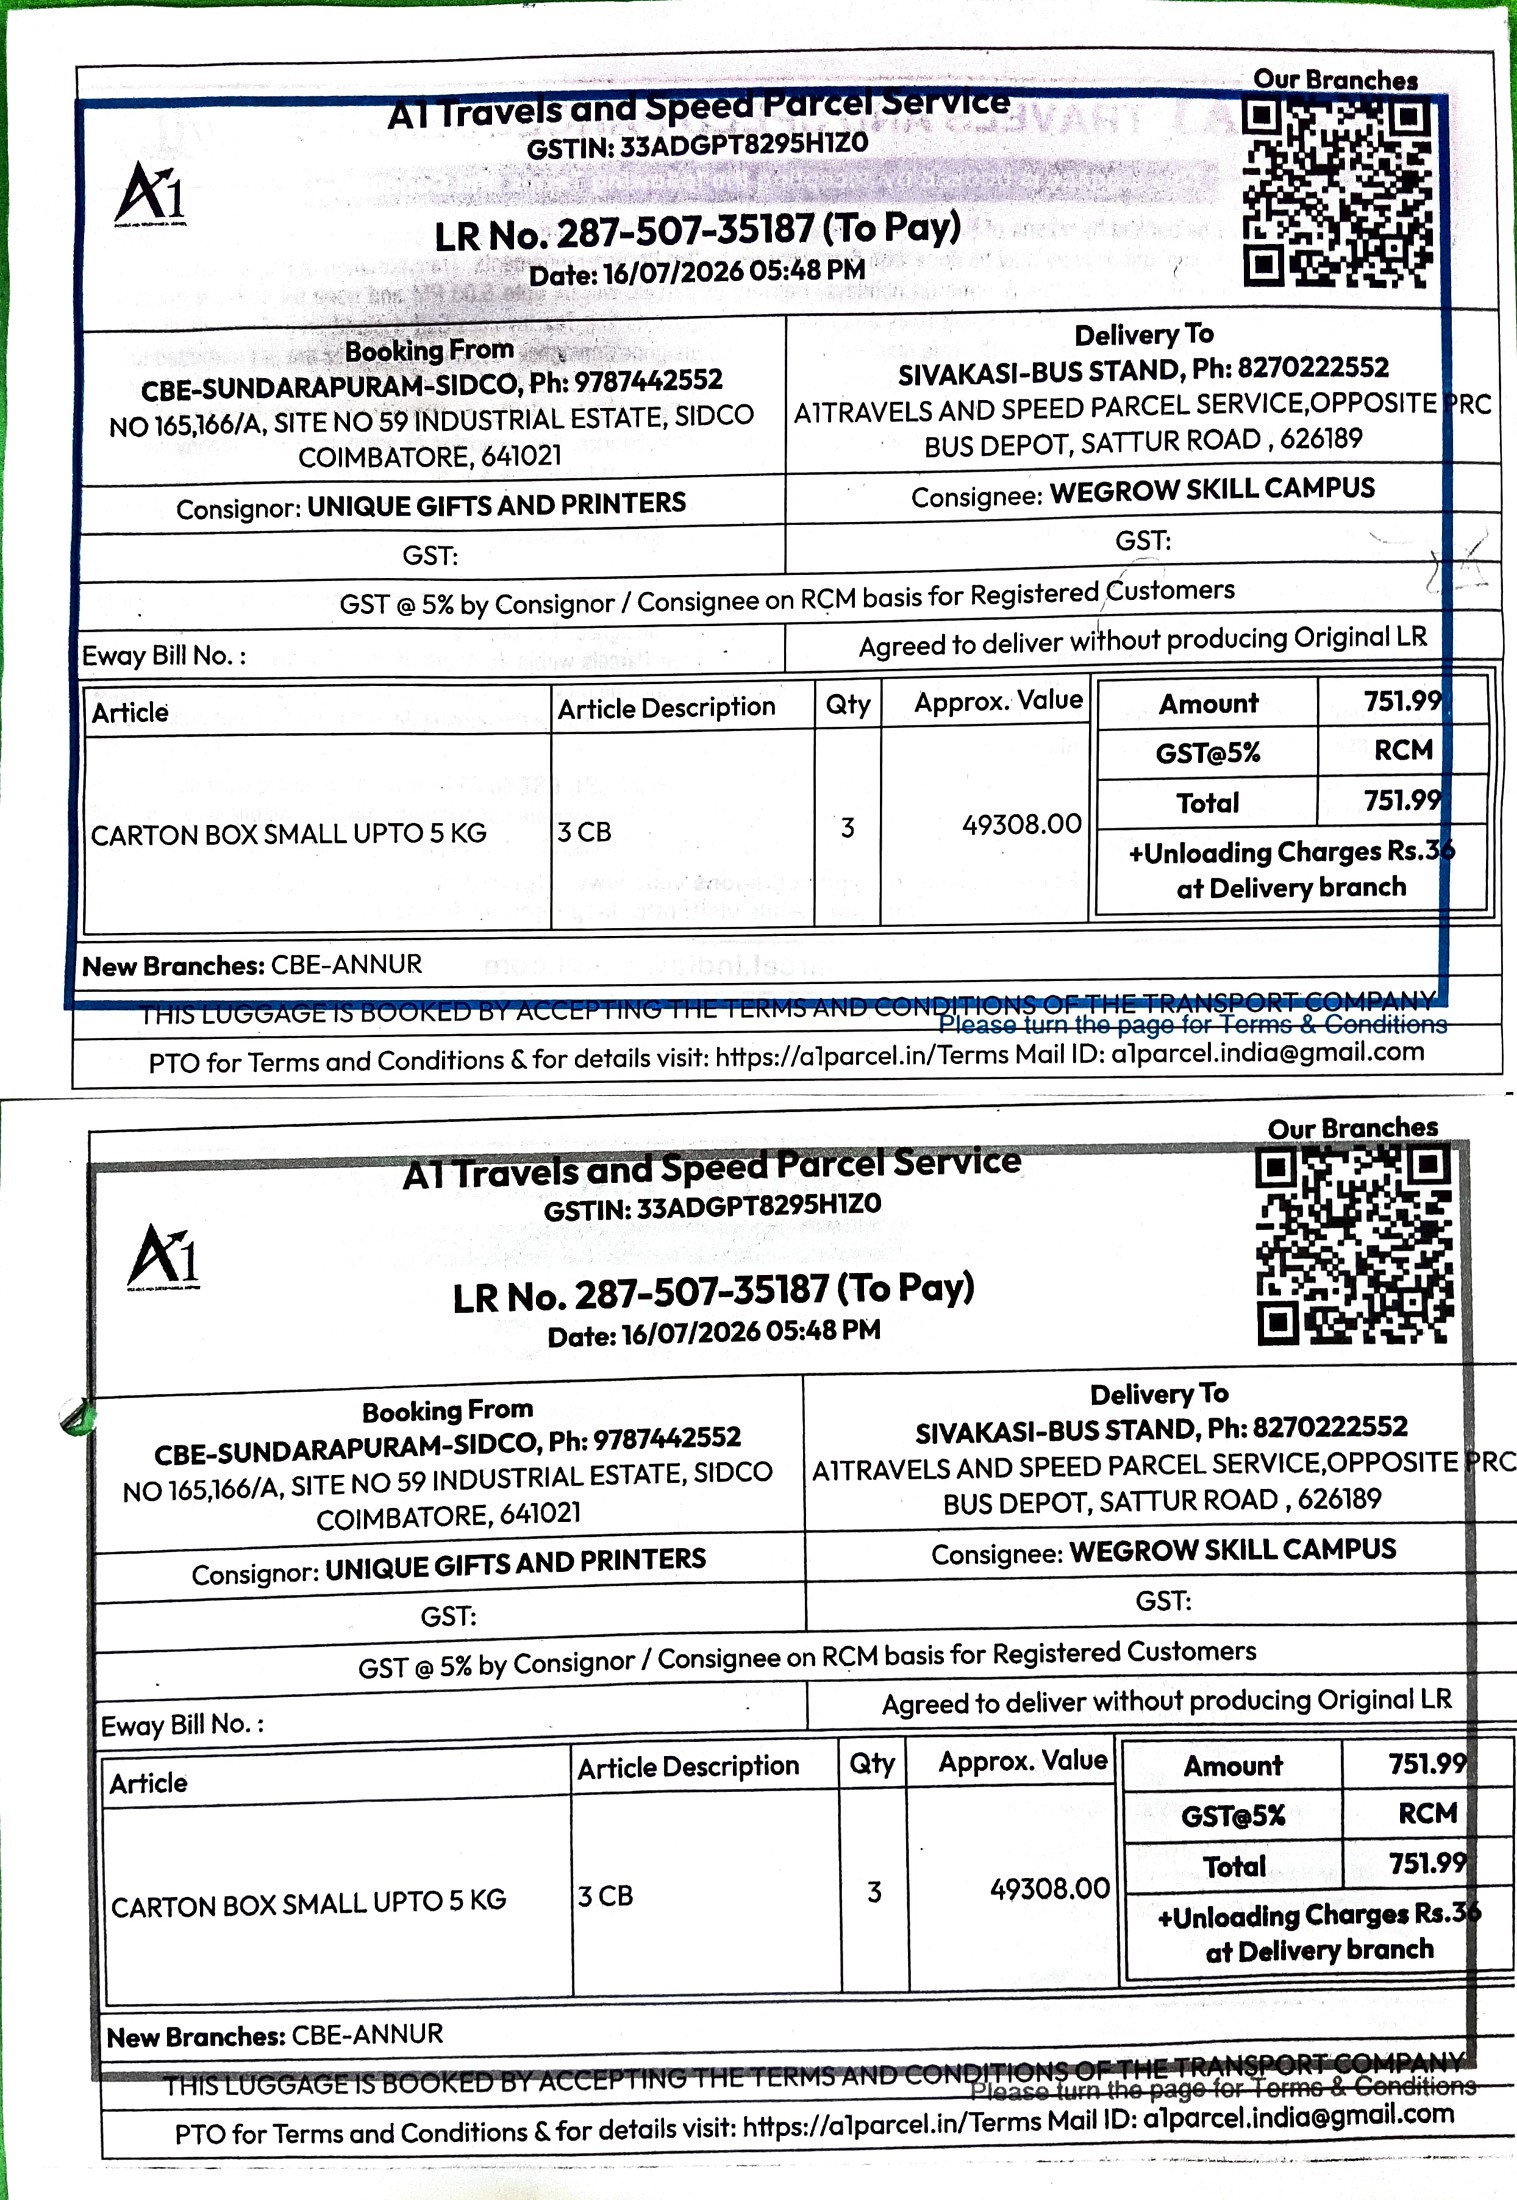 Our Branches
A1 Travels and Speed Parcel Service
GSTIN: 33ADGPT8295H1Z0
A1
LR No. 287-507-35187 (To Pay)
Date: 16/07/2026 05:48 PM
Booking From
CBE-SUNDARAPURAM-SIDCO, Ph: 9787442552
NO 165,166/A, SITE NO 59 INDUSTRIAL ESTATE, SIDCO
COIMBATORE, 641021
Delivery To
SIVAKASI-BUS STAND, Ph: 8270222552
A1TRAVELS AND SPEED PARCEL SERVICE,OPPOSITE PRC
BUS DEPOT, SATTUR ROAD , 626189
Consignor: UNIQUE GIFTS AND PRINTERS
Consignee: WEGROW SKILL CAMPUS
GST:
GST:
GST @ 5% by Consignor / Consignee on RCM basis for Registered Customers
Eway Bill No. :
Agreed to deliver without producing Original LR
Article Article Description Qty Approx. Value
CARTON BOX SMALL UPTO 5 KG 3 CB 3 49308.00
Amount 751.99
GST@5% RCM
Total 751.99
+Unloading Charges Rs.36
at Delivery branch
New Branches: CBE-ANNUR
THIS LUGGAGE IS BOOKED BY ACCEPTING THE TERMS AND CONDITIONS OF THE TRANSPORT COMPANY
Please turn the page for Terms & Conditions
PTO for Terms and Conditions & for details visit: https://a1parcel.in/Terms Mail ID: a1parcel.india@gmail.com
Our Branches
A1 Travels and Speed Parcel Service
GSTIN: 33ADGPT8295H1Z0
A1
LR No. 287-507-35187 (To Pay)
Date: 16/07/2026 05:48 PM
Booking From
CBE-SUNDARAPURAM-SIDCO, Ph: 9787442552
NO 165,166/A, SITE NO 59 INDUSTRIAL ESTATE, SIDCO
COIMBATORE, 641021
Delivery To
SIVAKASI-BUS STAND, Ph: 8270222552
A1TRAVELS AND SPEED PARCEL SERVICE,OPPOSITE PRC
BUS DEPOT, SATTUR ROAD , 626189
Consignor: UNIQUE GIFTS AND PRINTERS
Consignee: WEGROW SKILL CAMPUS
GST:
GST:
GST @ 5% by Consignor / Consignee on RCM basis for Registered Customers
Eway Bill No. :
Agreed to deliver without producing Original LR
Article Article Description Qty Approx. Value
CARTON BOX SMALL UPTO 5 KG 3 CB 3 49308.00
Amount 751.99
GST@5% RCM
Total 751.99
+Unloading Charges Rs.36
at Delivery branch
New Branches: CBE-ANNUR
THIS LUGGAGE IS BOOKED BY ACCEPTING THE TERMS AND CONDITIONS OF THE TRANSPORT COMPANY
Please turn the page for Terms & Conditions
PTO for Terms and Conditions & for details visit: https://a1parcel.in/Terms Mail ID: a1parcel.india@gmail.com